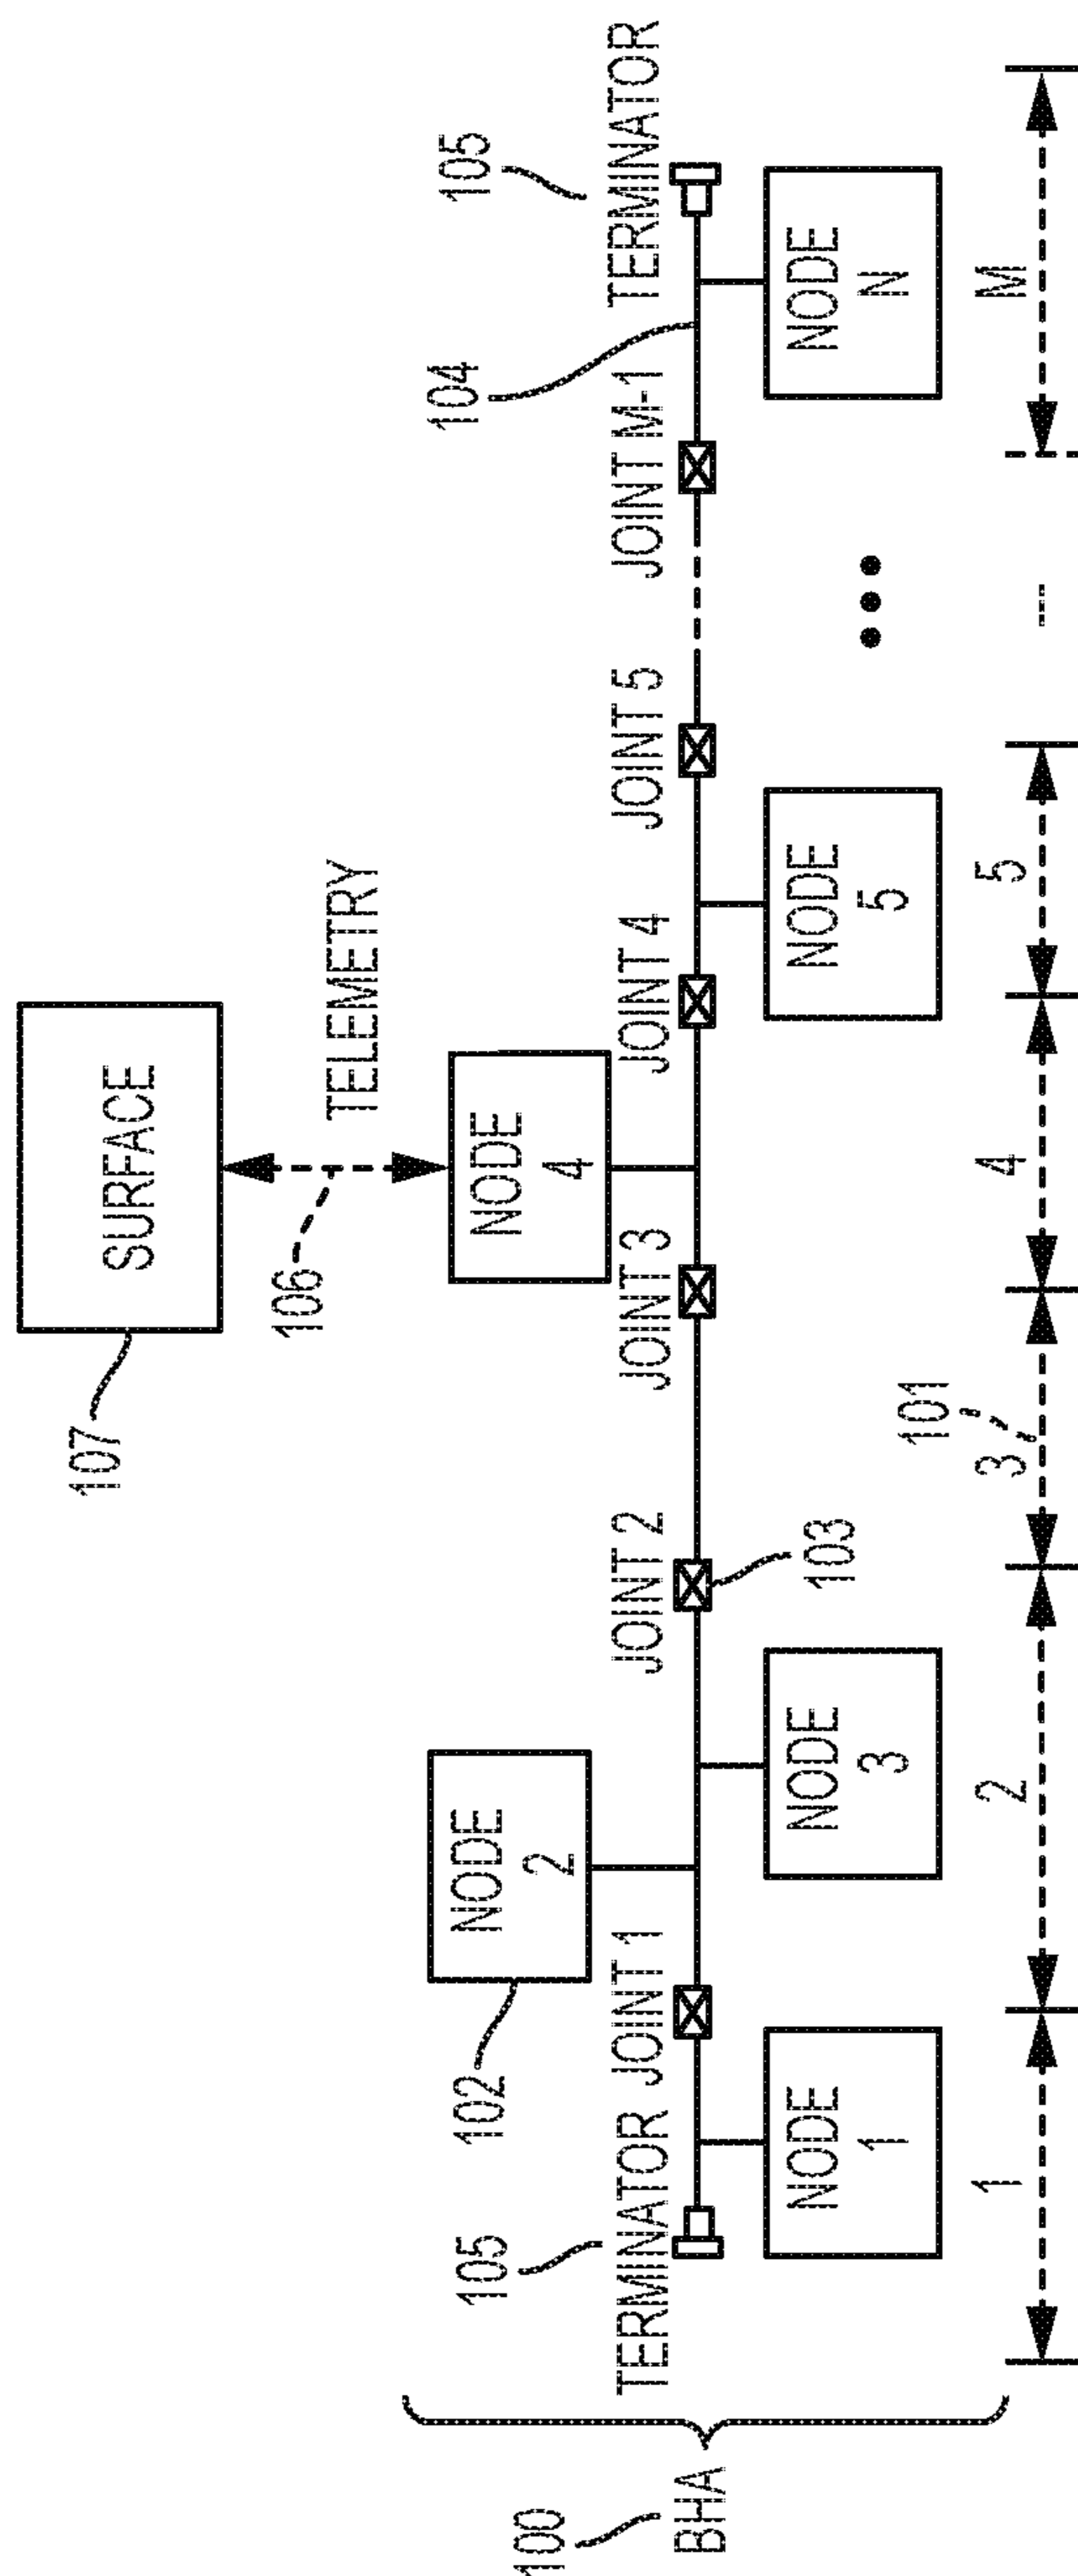 107
SURFACE
106
TELEMETRY
102
NODE
2
NODE
4
105
105
104
TERMINATOR
JOINT 1
JOINT 2
JOINT 3
JOINT 4
JOINT 5
JOINT M-1
TERMINATOR
100
BHA
103
NODE
1
NODE
3
NODE
5
•••
NODE
N
101
1
2
3
4
5
---
M